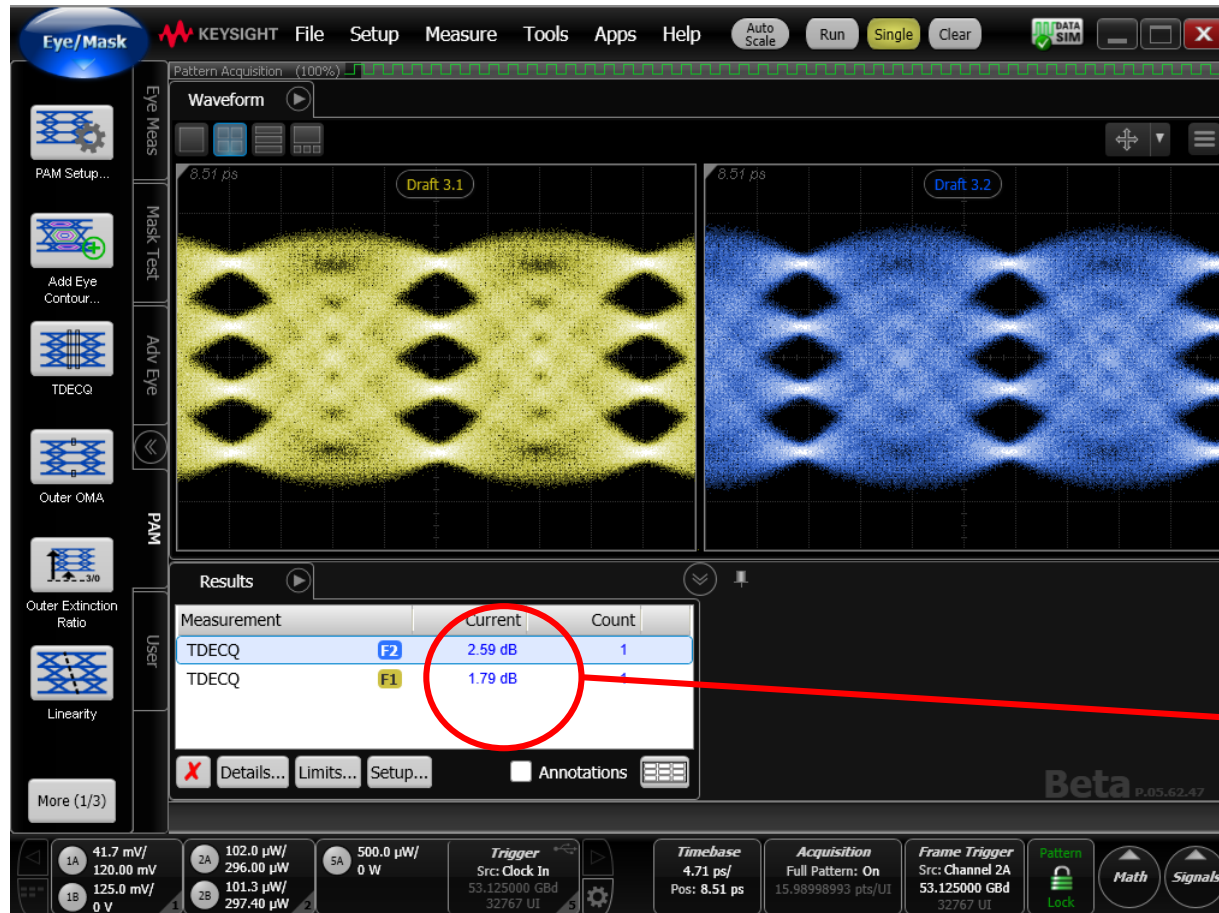 Eye/Mask
KEYSIGHT File Setup Measure Tools Apps Help
Auto Scale
Run
Single
Clear
DATA SIM
X
Pattern Acquisition (100%)
Eye Meas
Mask Test
Adv Eye
PAM
User
PAM Setup...
Add Eye
Contour...
TDECQ
Outer OMA
3/0
Outer Extinction
Ratio
Linearity
More (1/3)
Waveform
8.51 ps
Draft 3.1
8.51 ps
Draft 3.2
Results
Measurement Current Count
TDECQ F2 2.59 dB 1
TDECQ F1 1.79 dB 1
Details... Limits... Setup... Annotations
Beta P.05.62.47
1A 41.7 mV/
120.00 mV
1B 125.0 mV/
0 V
1
2A 102.0 µW/
296.00 µW
2B 101.3 µW/
297.40 µW
2
5A 500.0 µW/
0 W
Trigger
Src: Clock In
53.125000 GBd
32767 UI
5
Timebase
4.71 ps/
Pos: 8.51 ps
Acquisition
Full Pattern: On
15.98998993 pts/UI
Frame Trigger
Src: Channel 2A
53.125000 GBd
32767 UI
Pattern
Lock
Math
Signals